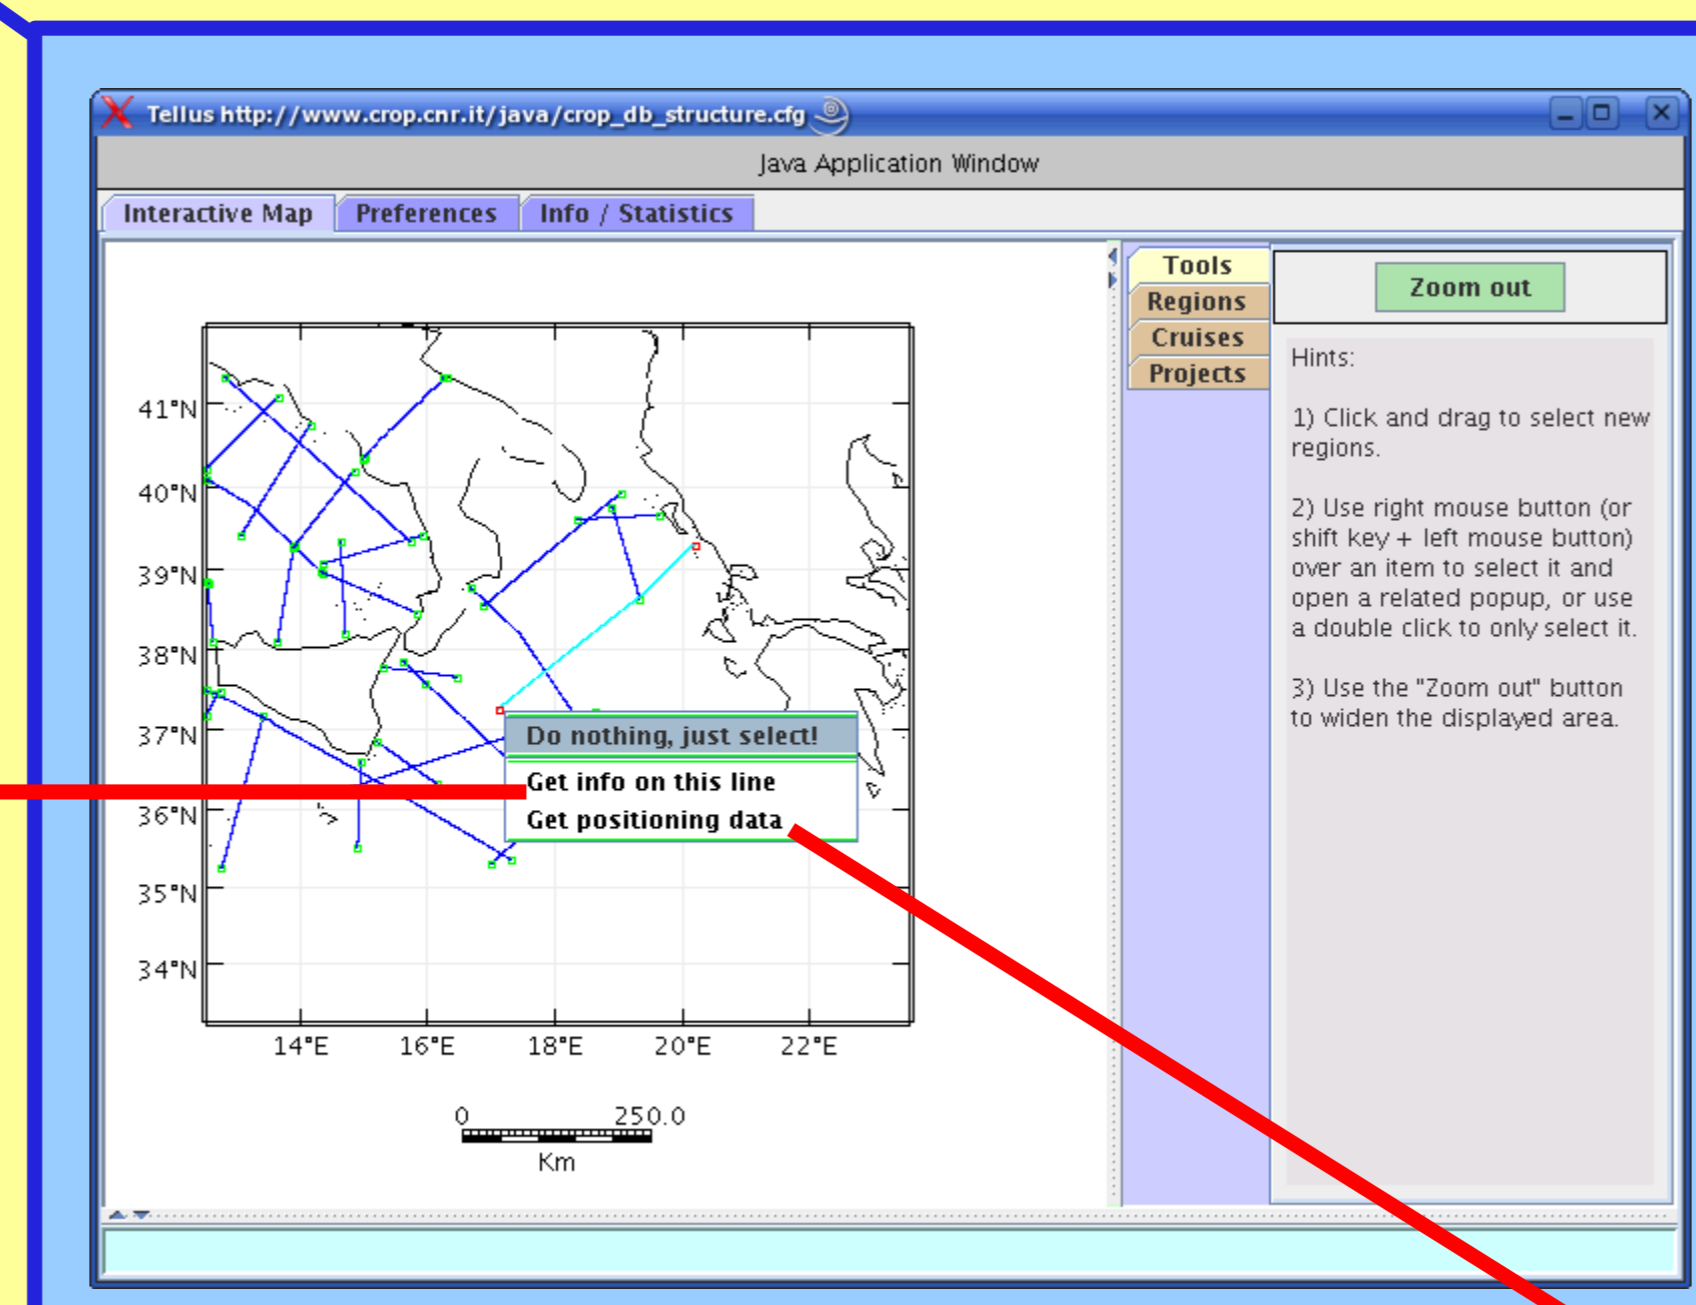 Tellus http://www.crop.cnr.it/java/crop_db_structure.cfg
Java Application Window
Interactive Map
Preferences
Info / Statistics
Tools
Regions
Cruises
Projects
Zoom out
Hints:
1) Click and drag to select new
regions.
2) Use right mouse button (or
shift key + left mouse button)
over an item to select it and
open a related popup, or use
a double click to only select it.
3) Use the "Zoom out" button
to widen the displayed area.
41°N
40°N
39°N
38°N
37°N
36°N
35°N
34°N
Do nothing, just select!
Get info on this line
Get positioning data
14°E 16°E 18°E 20°E 22°E
0 250.0
Km